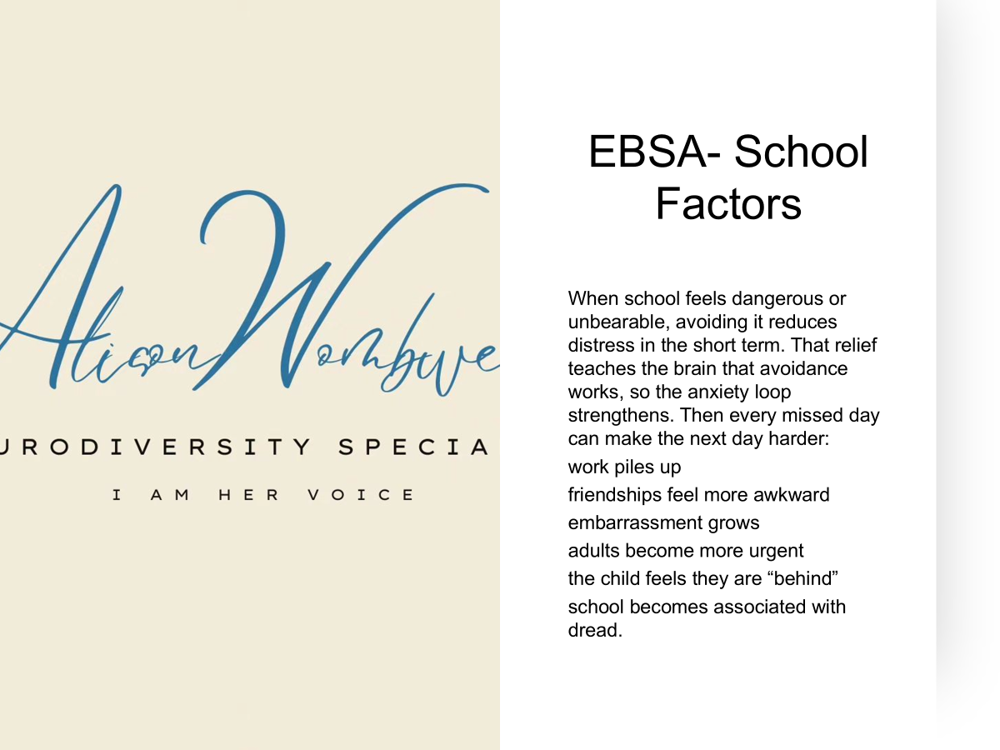 Alison Wombwe
URODIVERSITY SPECIA
I AM HER VOICE
EBSA- School
Factors
When school feels dangerous or
unbearable, avoiding it reduces
distress in the short term. That relief
teaches the brain that avoidance
works, so the anxiety loop
strengthens. Then every missed day
can make the next day harder:
work piles up
friendships feel more awkward
embarrassment grows
adults become more urgent
the child feels they are “behind”
school becomes associated with
dread.